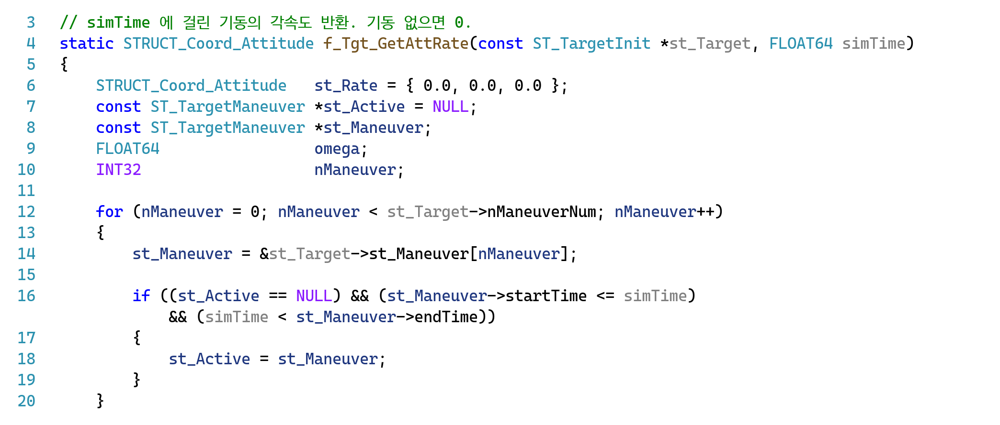 3 // simTime 에 걸린 기동의 각속도 반환. 기동 없으면 0.
4 static STRUCT_Coord_Attitude f_Tgt_GetAttRate(const ST_TargetInit *st_Target, FLOAT64 simTime)
5 {
6     STRUCT_Coord_Attitude   st_Rate = { 0.0, 0.0, 0.0 };
7     const ST_TargetManeuver *st_Active = NULL;
8     const ST_TargetManeuver *st_Maneuver;
9     FLOAT64                 omega;
10     INT32                   nManeuver;
11
12     for (nManeuver = 0; nManeuver < st_Target->nManeuverNum; nManeuver++)
13     {
14         st_Maneuver = &st_Target->st_Maneuver[nManeuver];
15
16         if ((st_Active == NULL) && (st_Maneuver->startTime <= simTime)
            && (simTime < st_Maneuver->endTime))
17         {
18             st_Active = st_Maneuver;
19         }
20     }